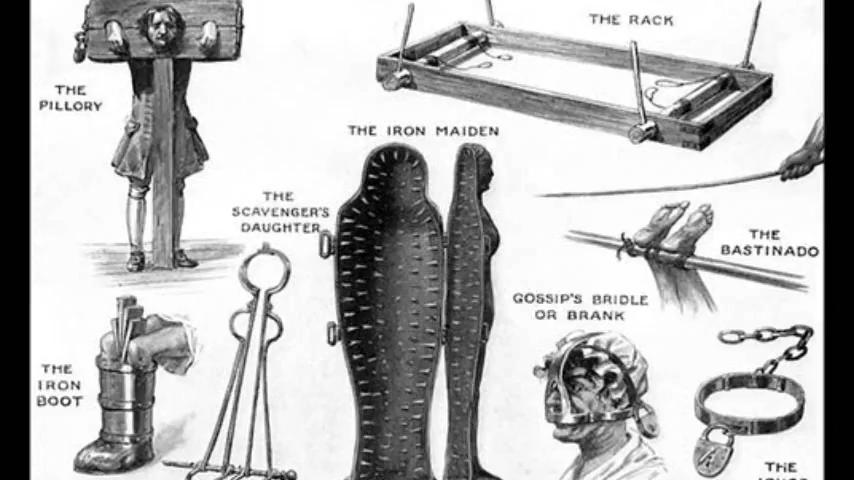 THE RACK
THE
PILLORY
THE IRON MAIDEN
THE
SCAVENGER'S
DAUGHTER
THE
BASTINADO
GOSSIP'S BRIDLE
OR BRANK
THE
IRON
BOOT
THE